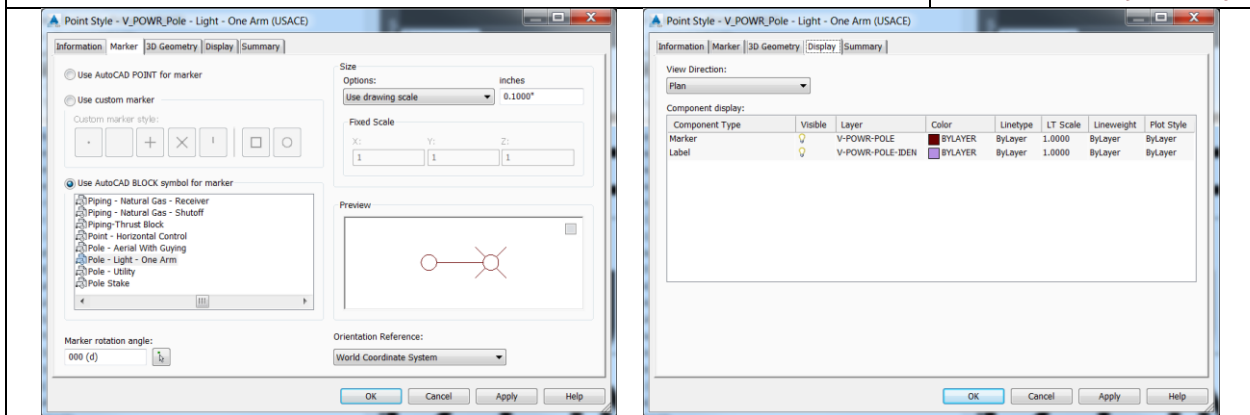 Point Style - V_POWR_Pole - Light - One Arm (USACE)
Information Marker 3D Geometry Display Summary
Use AutoCAD POINT for marker
Use custom marker
Custom marker style:
Use AutoCAD BLOCK symbol for marker
Piping - Natural Gas - Receiver
Piping - Natural Gas - Shutoff
Piping-Thrust Block
Point - Horizontal Control
Pole - Aerial With Guying
Pole - Light - One Arm
Pole - Utility
Pole Stake
Marker rotation angle:
000 (d)
Size
Options: inches
Use drawing scale 0.1000"
Fixed Scale
X: Y: Z:
1 1 1
Preview
Orientation Reference:
World Coordinate System
OK Cancel Apply Help
Point Style - V_POWR_Pole - Light - One Arm (USACE)
Information Marker 3D Geometry Display Summary
View Direction:
Plan
Component display:
Component Type Visible Layer Color Linetype LT Scale Lineweight Plot Style
Marker V-POWR-POLE BYLAYER ByLayer 1.0000 ByLayer ByLayer
Label V-POWR-POLE-IDEN BYLAYER ByLayer 1.0000 ByLayer ByLayer
OK Cancel Apply Help